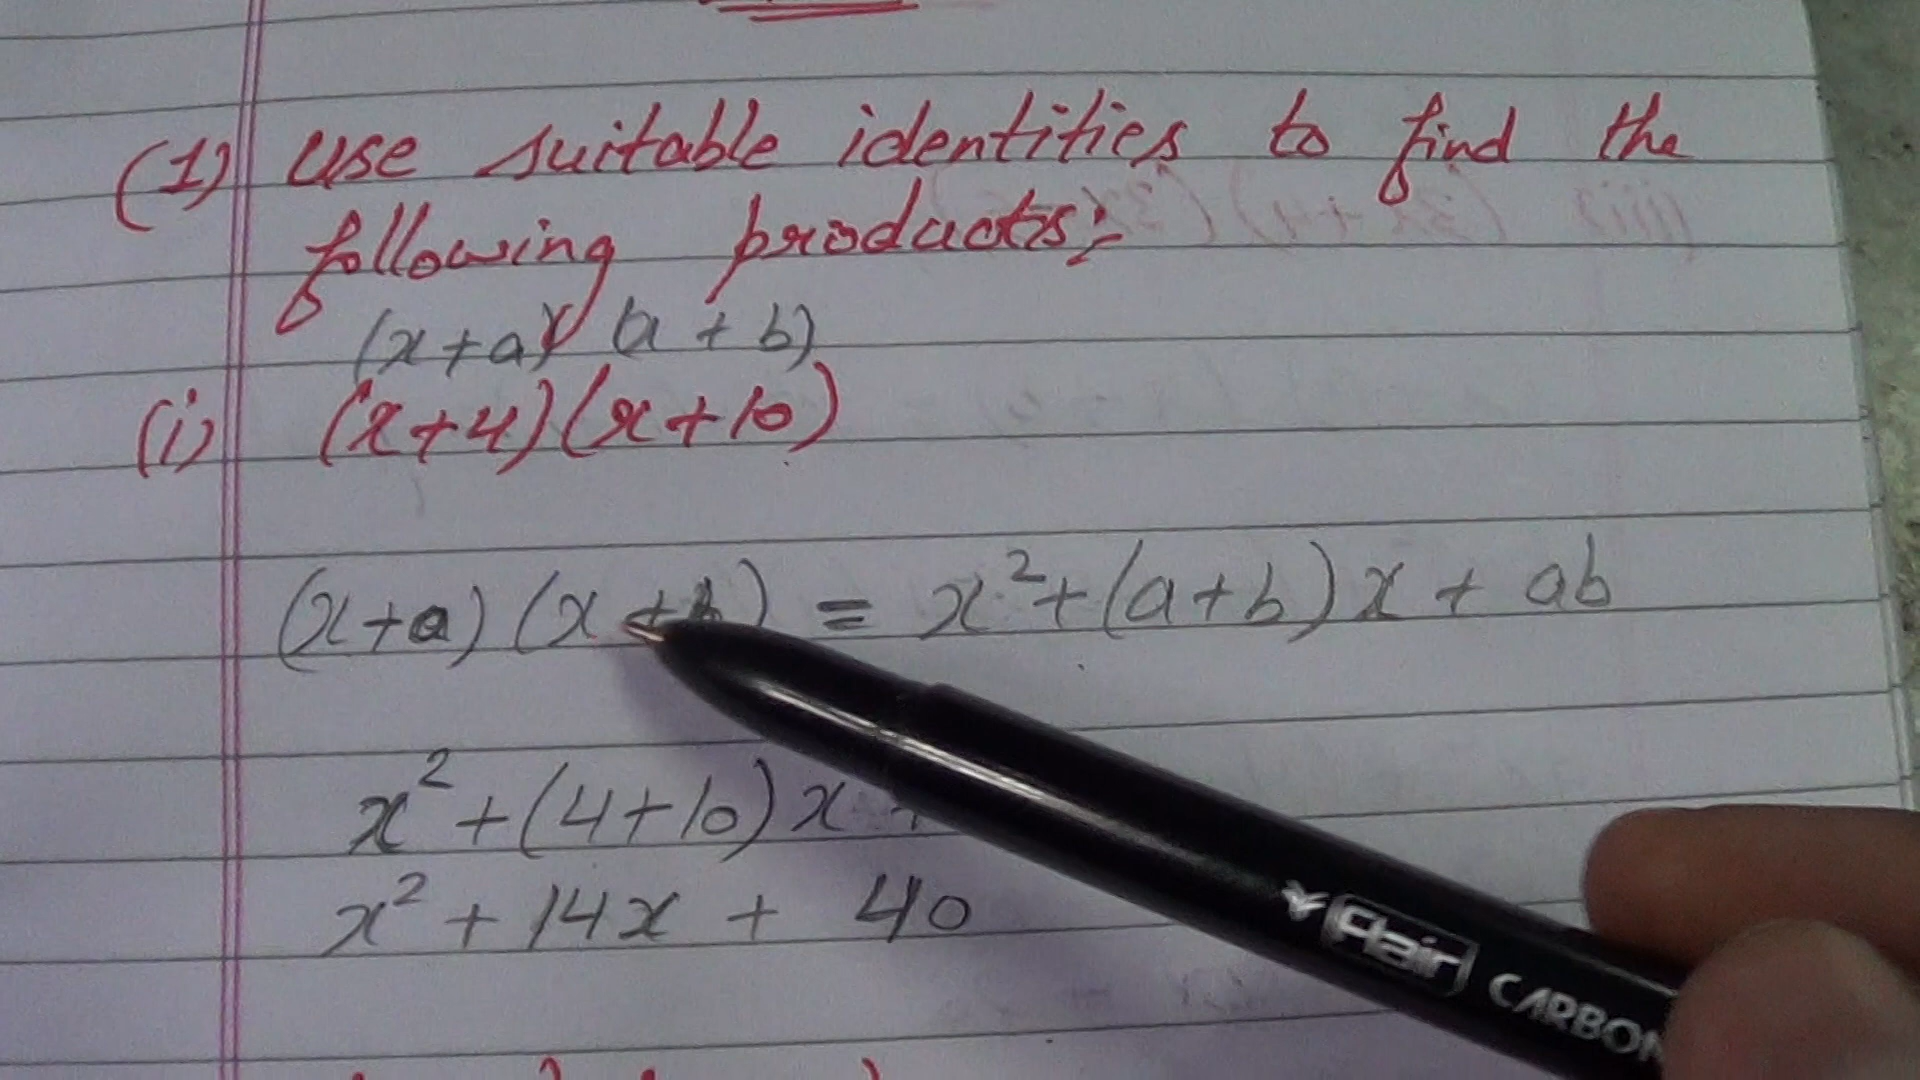 (1) Use suitable identities to find the
following products:
(x+a) (x + b)
(i) (x+4)(x+10)
(x+a) (x+b) = x²+(a+b)x + ab
x²+(4+10)x +
x² + 14x + 40
Flair CARBON